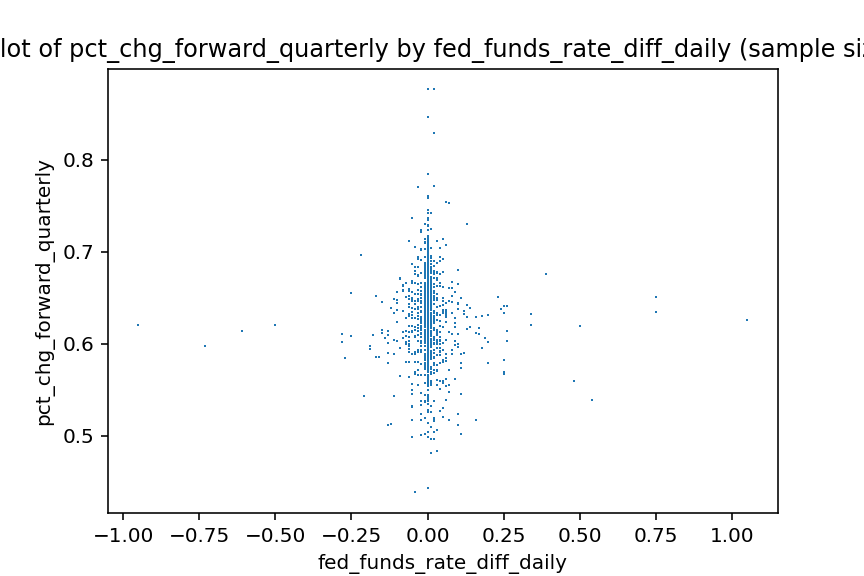 lot of pct_chg_forward_quarterly by fed_funds_rate_diff_daily (sample
0.8
0.7
0.6
0.5
pct_chg_forward_quarterly
−1.00 −0.75 −0.50 −0.25 0.00 0.25 0.50 0.75 1.00
fed_funds_rate_diff_daily